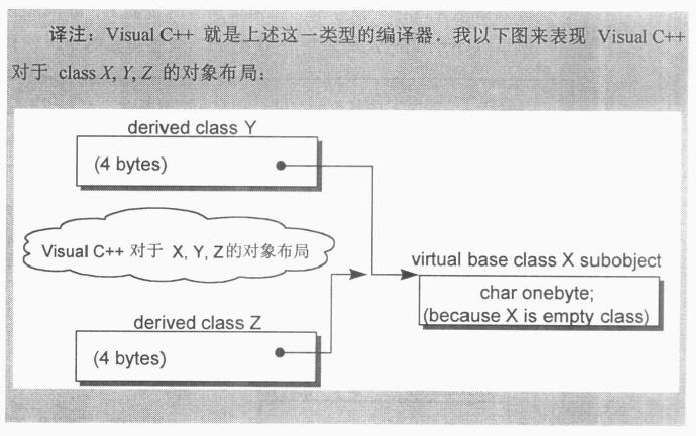 译注：Visual C++ 就是上述这一类型的编译器．我以下图来表现 Visual C++
对于 class X, Y, Z 的对象布局：
derived class Y
(4 bytes)
Visual C++ 对于 X, Y, Z的对象布局
virtual base class X subobject
char onebyte;
(because X is empty class)
derived class Z
(4 bytes)